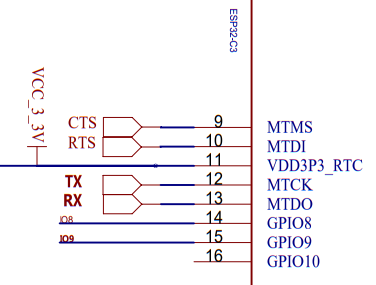 ESP32-C3
VCC_3_3V
CTS 9 MTMS
RTS 10 MTDI
11 VDD3P3_RTC
TX 12 MTCK
RX 13 MTDO
IO8 14 GPIO8
IO9 15 GPIO9
16 GPIO10